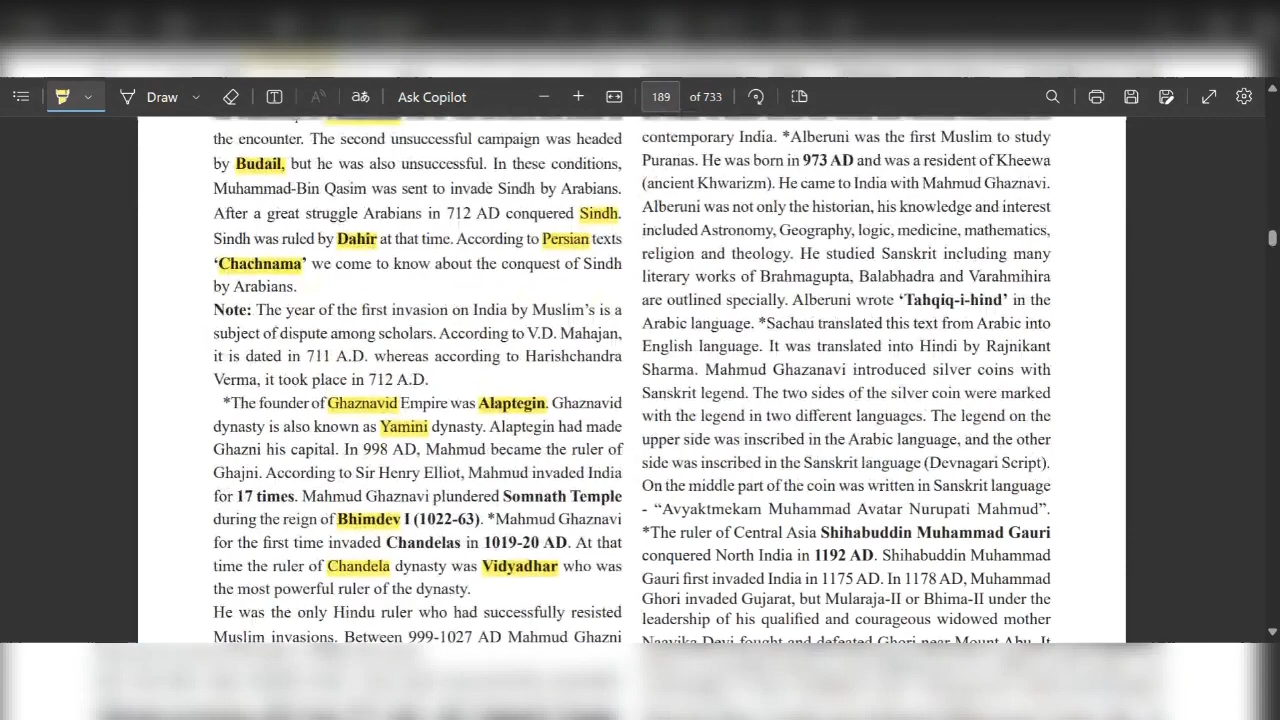 Draw
Ask Copilot
189 of 733
the encounter. The second unsuccessful campaign was headed
by Budail, but he was also unsuccessful. In these conditions,
Muhammad-Bin Qasim was sent to invade Sindh by Arabians.
After a great struggle Arabians in 712 AD conquered Sindh.
Sindh was ruled by Dahir at that time. According to Persian texts
‘Chachnama’ we come to know about the conquest of Sindh
by Arabians.
Note: The year of the first invasion on India by Muslim’s is a
subject of dispute among scholars. According to V.D. Mahajan,
it is dated in 711 A.D. whereas according to Harishchandra
Verma, it took place in 712 A.D.
*The founder of Ghaznavid Empire was Alaptegin. Ghaznavid
dynasty is also known as Yamini dynasty. Alaptegin had made
Ghazni his capital. In 998 AD, Mahmud became the ruler of
Ghajni. According to Sir Henry Elliot, Mahmud invaded India
for 17 times. Mahmud Ghaznavi plundered Somnath Temple
during the reign of Bhimdev I (1022-63). *Mahmud Ghaznavi
for the first time invaded Chandelas in 1019-20 AD. At that
time the ruler of Chandela dynasty was Vidyadhar who was
the most powerful ruler of the dynasty.
He was the only Hindu ruler who had successfully resisted
Muslim invasions. Between 999-1027 AD Mahmud Ghazni
contemporary India. *Alberuni was the first Muslim to study
Puranas. He was born in 973 AD and was a resident of Kheewa
(ancient Khwarizm). He came to India with Mahmud Ghaznavi.
Alberuni was not only the historian, his knowledge and interest
included Astronomy, Geography, logic, medicine, mathematics,
religion and theology. He studied Sanskrit including many
literary works of Brahmagupta, Balabhadra and Varahmihira
are outlined specially. Alberuni wrote ‘Tahqiq-i-hind’ in the
Arabic language. *Sachau translated this text from Arabic into
English language. It was translated into Hindi by Rajnikant
Sharma. Mahmud Ghazanavi introduced silver coins with
Sanskrit legend. The two sides of the silver coin were marked
with the legend in two different languages. The legend on the
upper side was inscribed in the Arabic language, and the other
side was inscribed in the Sanskrit language (Devnagari Script).
On the middle part of the coin was written in Sanskrit language
- “Avyaktmekam Muhammad Avatar Nurupati Mahmud”.
*The ruler of Central Asia Shihabuddin Muhammad Gauri
conquered North India in 1192 AD. Shihabuddin Muhammad
Gauri first invaded India in 1175 AD. In 1178 AD, Muhammad
Ghori invaded Gujarat, but Mularaja-II or Bhima-II under the
leadership of his qualified and courageous widowed mother
Naayika Devi fought and defeated Ghori near Mount Abu. It